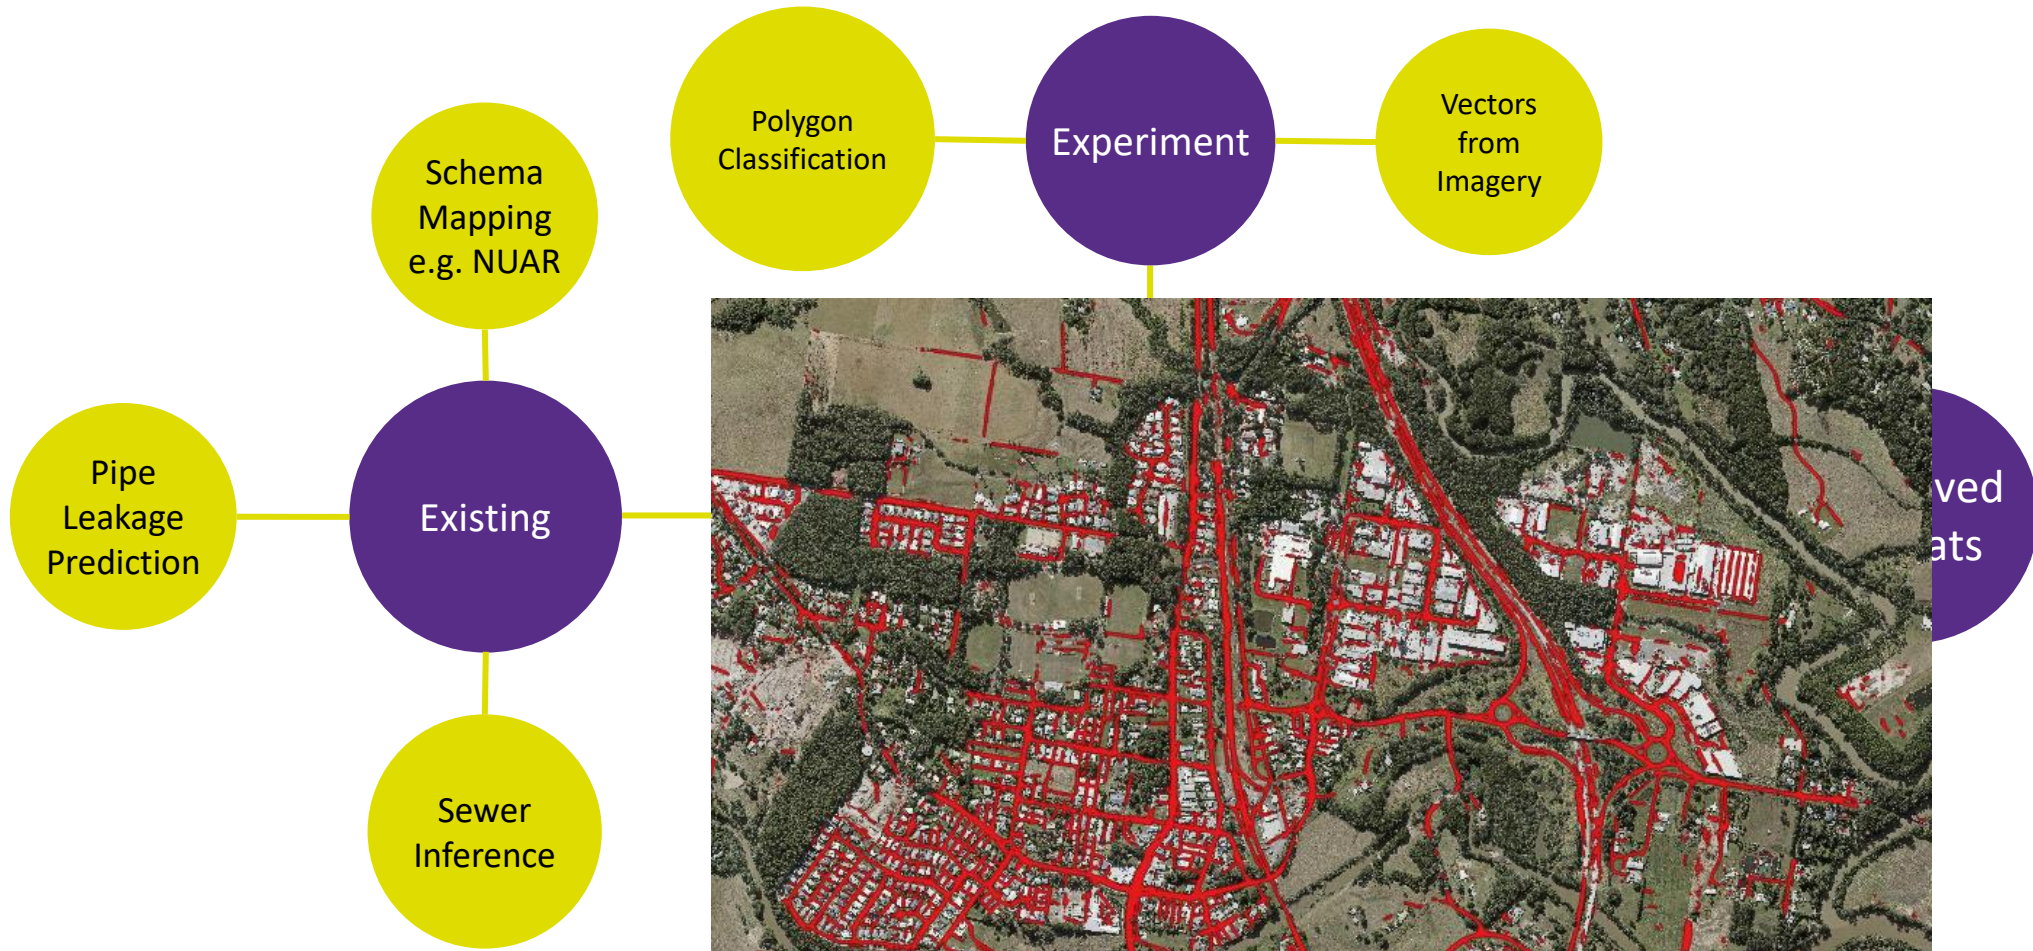 Polygon
Classification
Experiment
Vectors
from
Imagery
Schema
Mapping
e.g. NUAR
Pipe
Leakage
Prediction
Existing
Sewer
Inference